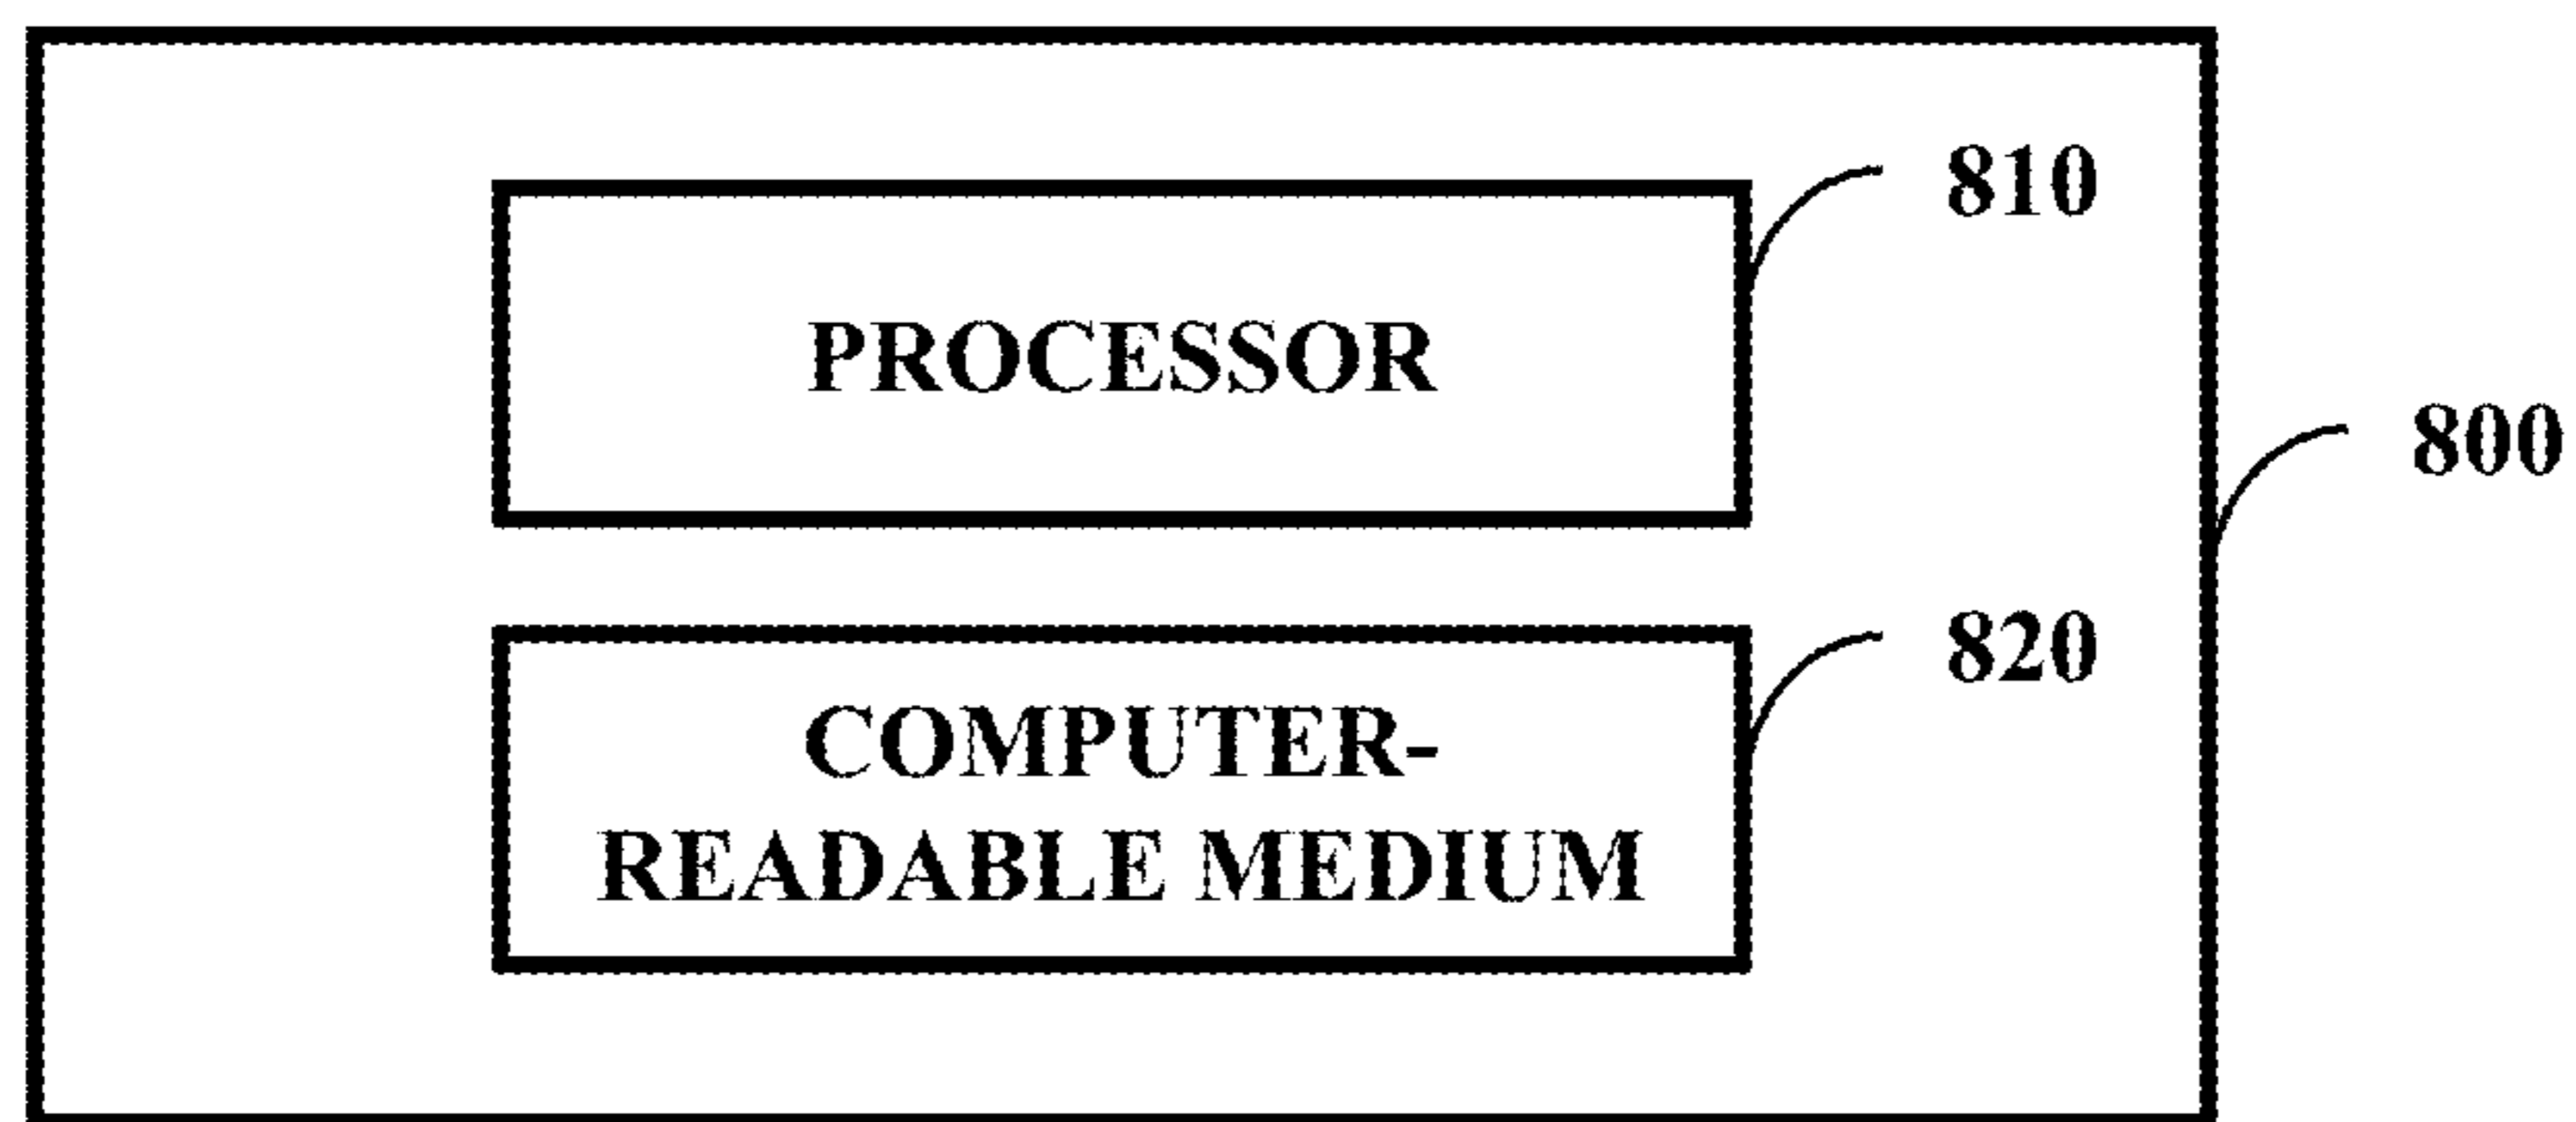 810
PROCESSOR
800
820
COMPUTER-
READABLE MEDIUM